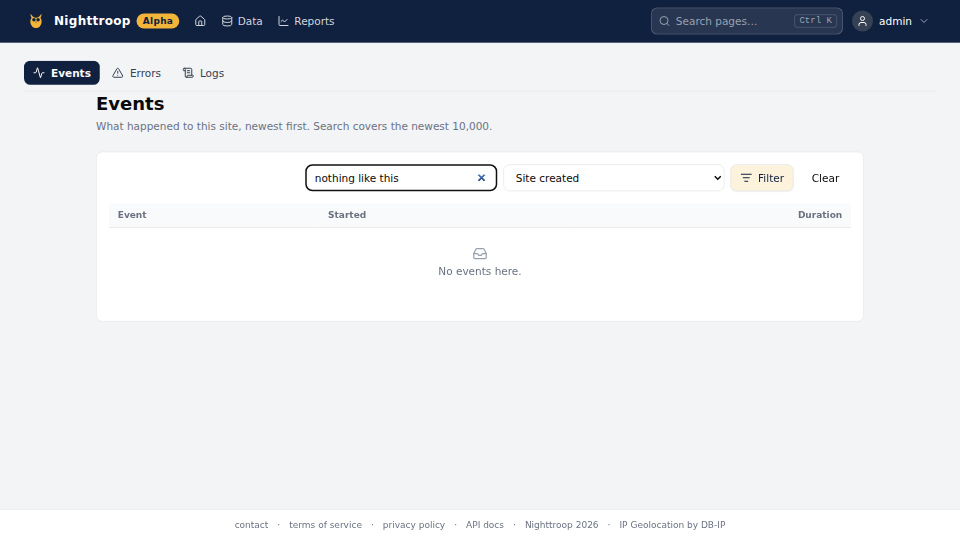 Nighttroop Alpha Data Reports Search pages... Ctrl K admin
Events Errors Logs
Events
What happened to this site, newest first. Search covers the newest 10,000.
nothing like this Site created Filter Clear
Event Started Duration
No events here.
contact · terms of service · privacy policy · API docs · Nighttroop 2026 · IP Geolocation by DB-IP